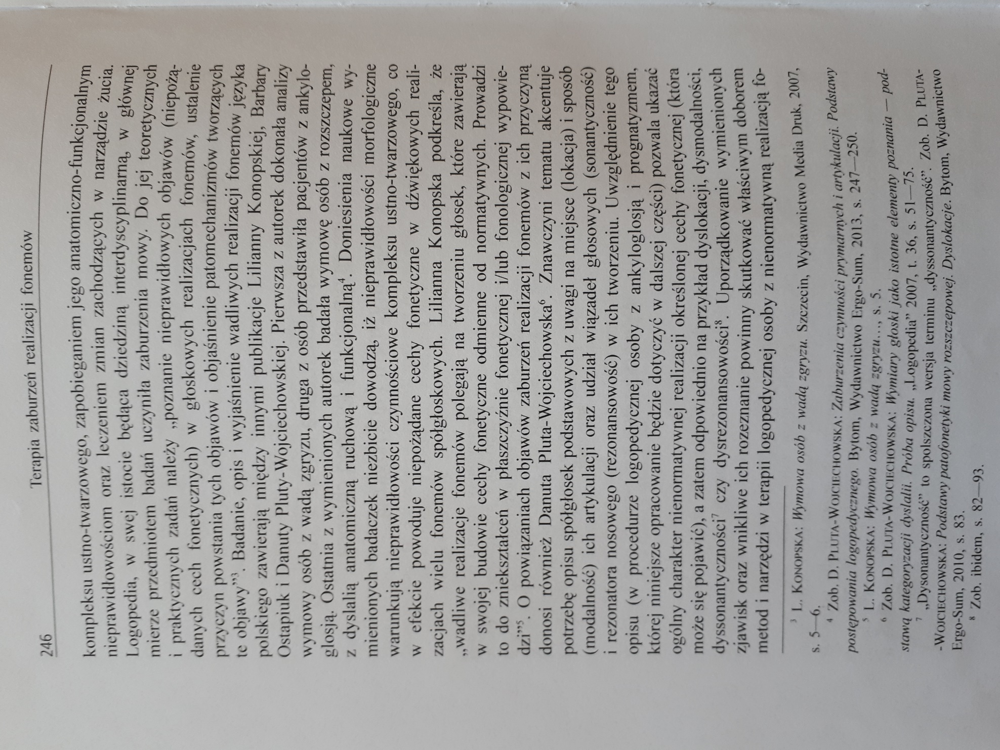 246
Terapia zaburzeń realizacji fonemów
kompleksu ustno-twarzowego, zapobieganiem jego anatomiczno-funkcjonalnym
nieprawidłowościom oraz leczeniem zmian zachodzących w narządzie żucia.
Logopedia, w swej istocie będąca dziedziną interdyscyplinarną, w głównej
mierze przedmiotem badań uczyniła zaburzenia mowy. Do jej teoretycznych
i praktycznych zadań należy „poznanie nieprawidłowych objawów (niepożą-
danych cech fonetycznych) w głoskowych realizacjach fonemów, ustalenie
przyczyn powstania tych objawów i objaśnienie patomechanizmów tworzących
te objawy”³. Badanie, opis i wyjaśnienie wadliwych realizacji fonemów języka
polskiego zawierają między innymi publikacje Lilianny Konopskiej, Barbary
Ostapiuk i Danuty Pluty-Wojciechowskiej. Pierwsza z autorek dokonała analizy
wymowy osób z wadą zgryzu, druga z osób przedstawiła pacjentów z ankylo-
glosją. Ostatnia z wymienionych autorek badała wymowę osób z rozszczepem,
z dyslalią anatomiczną ruchową i funkcjonalną⁴. Doniesienia naukowe wy-
mienionych badaczek niezbicie dowodzą, iż nieprawidłowości morfologiczne
warunkują nieprawidłowości czynnościowe kompleksu ustno-twarzowego, co
w efekcie powoduje niepożądane cechy fonetyczne w dźwiękowych reali-
zacjach wielu fonemów spółgłoskowych. Lilianna Konopska podkreśla, że
„wadliwe realizacje fonemów polegają na tworzeniu głosek, które zawierają
w swojej budowie cechy fonetyczne odmienne od normatywnych. Prowadzi
to do zniekształceń w płaszczyźnie fonetycznej i/lub fonologicznej wypowie-
dzi”⁵. O powiązaniach objawów zaburzeń realizacji fonemów z ich przyczyną
donosi również Danuta Pluta-Wojciechowska⁶. Znawczyni tematu akcentuje
potrzebę opisu spółgłosek podstawowych z uwagi na miejsce (lokacja) i sposób
(modalność) ich artykulacji oraz udział wiązadeł głosowych (sonantyczność)
i rezonatora nosowego (rezonansowość) w ich tworzeniu. Uwzględnienie tego
opisu (w procedurze logopedycznej osoby z ankyloglosją i prognatyzmem,
której niniejsze opracowanie będzie dotyczyć w dalszej części) pozwala ukazać
ogólny charakter nienormatywnej realizacji określonej cechy fonetycznej (która
może się pojawić), a zatem odpowiednio na przykład dyslokacji, dysmodalności,
dyssonantyczności⁷ czy dysrezonansowości⁸. Uporządkowanie wymienionych
zjawisk oraz wnikliwe ich rozeznanie powinny skutkować właściwym doborem
metod i narzędzi w terapii logopedycznej osoby z nienormatywną realizacją fo-
³ L. Konopska: Wymowa osób z wadą zgryzu. Szczecin, Wydawnictwo Media Druk, 2007,
s. 5—6.
⁴ Zob. D. Pluta-Wojciechowska: Zaburzenia czynności prymarnych i artykulacji. Podstawy
postępowania logopedycznego. Bytom, Wydawnictwo Ergo-Sum, 2013, s. 247—250.
⁵ L. Konopska: Wymowa osób z wadą zgryzu..., s. 5.
⁶ Zob. D. Pluta-Wojciechowska: Wymiary głoski jako istotne elementy poznania — pod-
stawą kategoryzacji dyslalii. Próba opisu. „Logopedia” 2007, t. 36, s. 51—75.
⁷ „Dysonantyczność” to spolszczona wersja terminu „dyssonantyczność”. Zob. D. Pluta-
-Wojciechowska: Podstawy patofonetyki mowy rozszczepowej. Dyslokacje. Bytom, Wydawnictwo
Ergo-Sum, 2010, s. 83.
⁸ Zob. ibidem, s. 82—93.